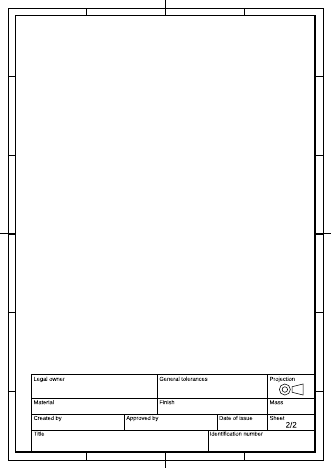 Legal owner General tolerances Projection
Material Finish Mass
Created by Approved by Date of issue Sheet
2/2
Title Identification number